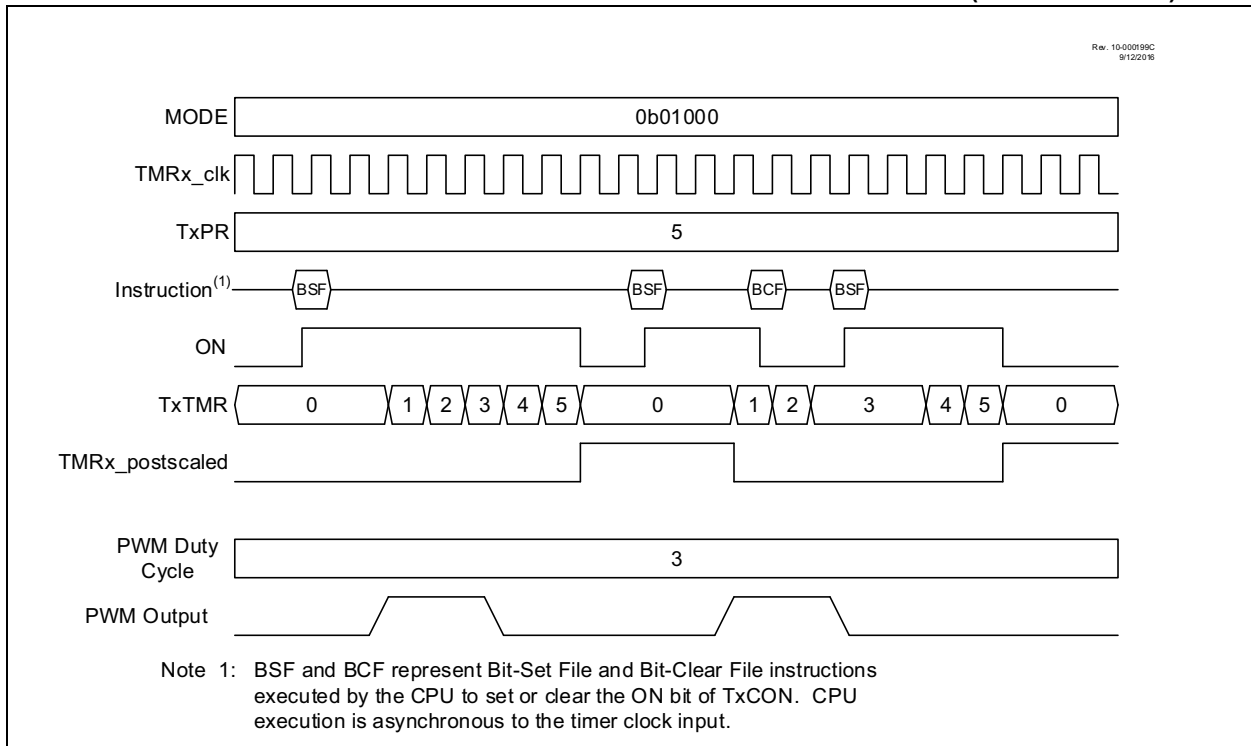 Rev. 10-000199C
9/12/2016
MODE 0b01000
TMRx_clk
TxPR 5
Instruction(1) BSF BSF BCF BSF
ON
TxTMR 0 1 2 3 4 5 0 1 2 3 4 5 0
TMRx_postscaled
PWM Duty
Cycle 3
PWM Output
Note 1: BSF and BCF represent Bit-Set File and Bit-Clear File instructions
executed by the CPU to set or clear the ON bit of TxCON. CPU
execution is asynchronous to the timer clock input.